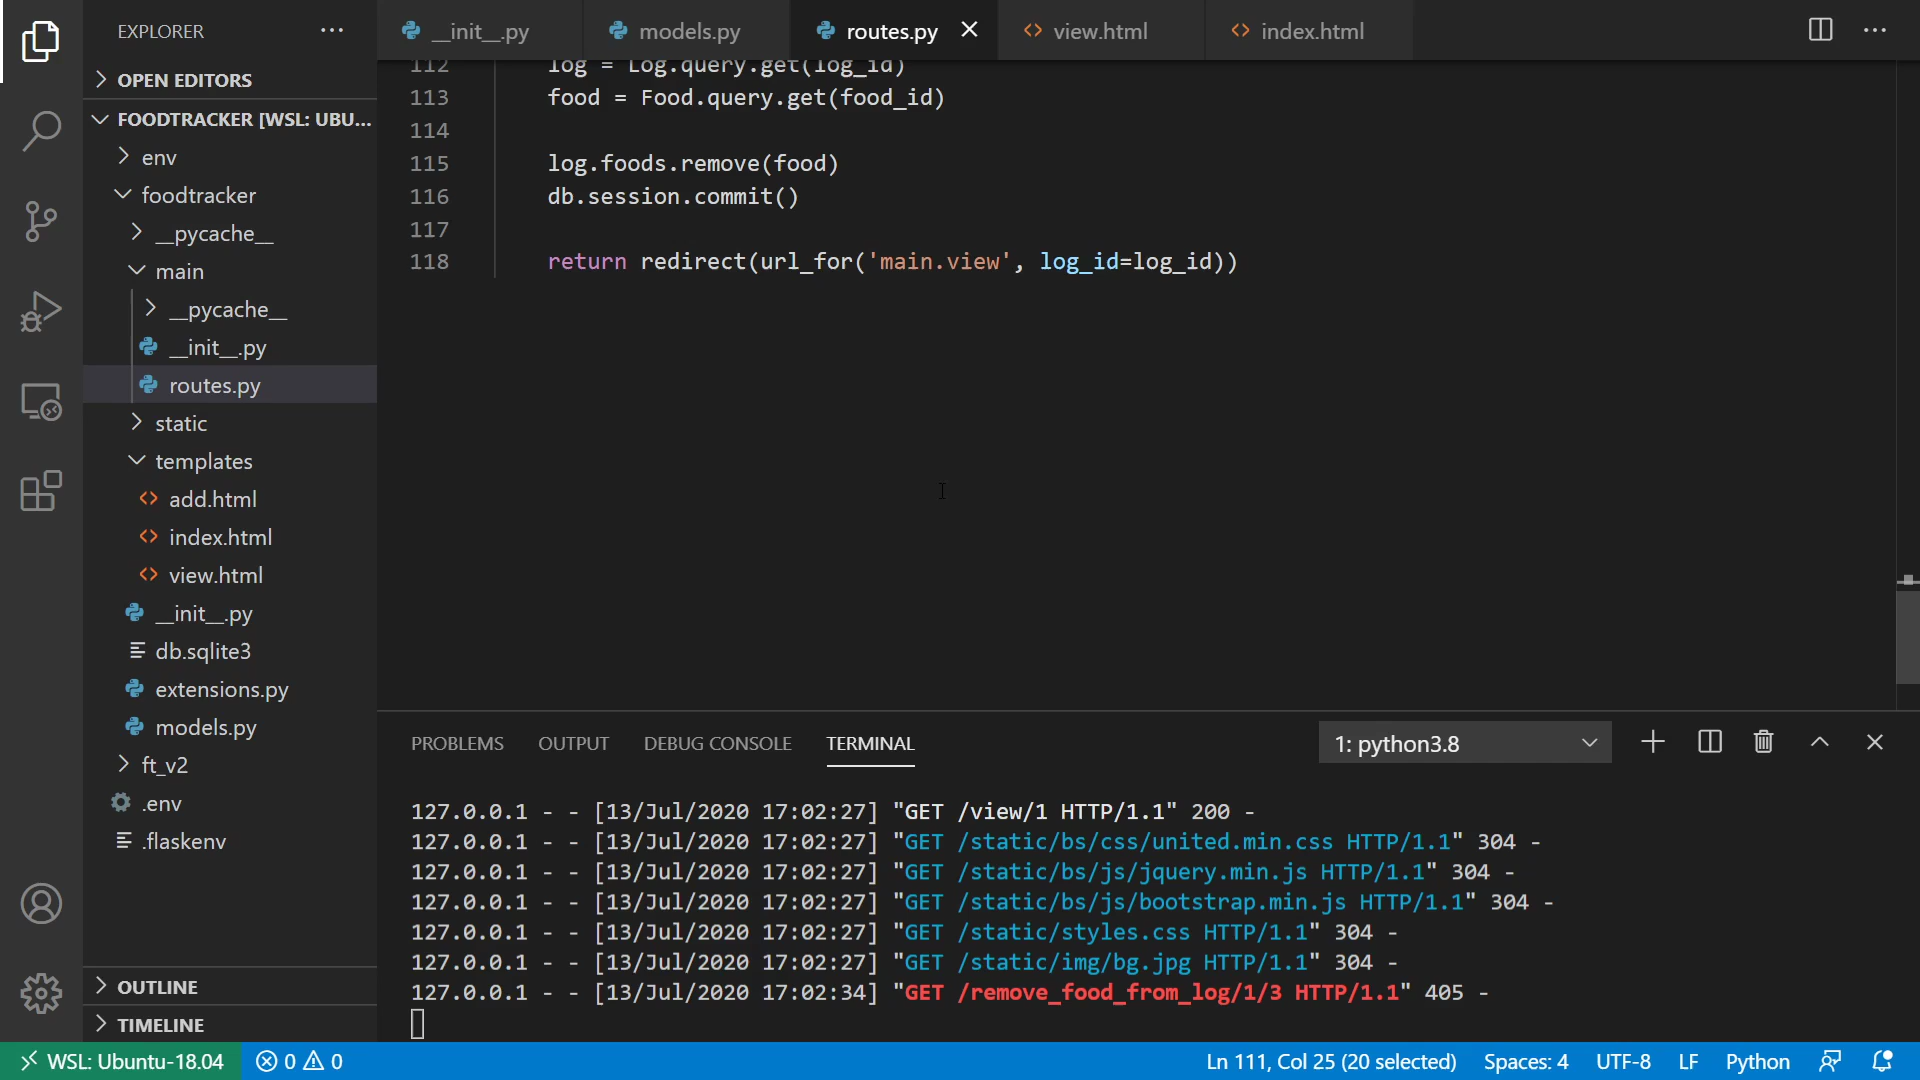 EXPLORER
OPEN EDITORS
FOODTRACKER [WSL: UBU...
env
foodtracker
__pycache__
main
__pycache__
__init__.py
routes.py
static
templates
add.html
index.html
view.html
__init__.py
db.sqlite3
extensions.py
models.py
ft_v2
.env
.flaskenv
OUTLINE
TIMELINE
__init__.py
models.py
routes.py
view.html
index.html
112 log = Log.query.get(log_id)
113 food = Food.query.get(food_id)
114
115 log.foods.remove(food)
116 db.session.commit()
117
118 return redirect(url_for('main.view', log_id=log_id))
PROBLEMS OUTPUT DEBUG CONSOLE TERMINAL 1: python3.8
127.0.0.1 - - [13/Jul/2020 17:02:27] "GET /view/1 HTTP/1.1" 200 -
127.0.0.1 - - [13/Jul/2020 17:02:27] "GET /static/bs/css/united.min.css HTTP/1.1" 304 -
127.0.0.1 - - [13/Jul/2020 17:02:27] "GET /static/bs/js/jquery.min.js HTTP/1.1" 304 -
127.0.0.1 - - [13/Jul/2020 17:02:27] "GET /static/bs/js/bootstrap.min.js HTTP/1.1" 304 -
127.0.0.1 - - [13/Jul/2020 17:02:27] "GET /static/styles.css HTTP/1.1" 304 -
127.0.0.1 - - [13/Jul/2020 17:02:27] "GET /static/img/bg.jpg HTTP/1.1" 304 -
127.0.0.1 - - [13/Jul/2020 17:02:34] "GET /remove_food_from_log/1/3 HTTP/1.1" 405 -
WSL: Ubuntu-18.04 0 0 Ln 111, Col 25 (20 selected) Spaces: 4 UTF-8 LF Python